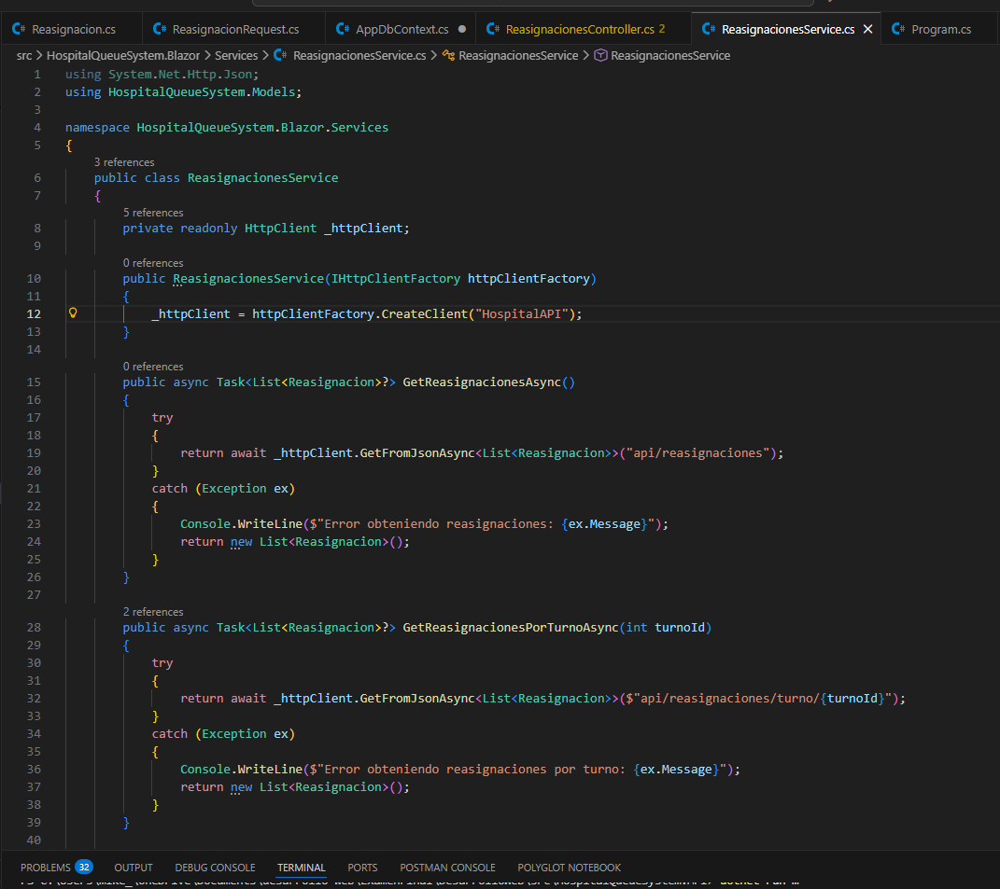 C# Reasignacion.cs C# ReasignacionRequest.cs C# AppDbContext.cs C# ReasignacionesController.cs 2 C# ReasignacionesService.cs C# Program.cs
src > HospitalQueueSystem.Blazor > Services > C# ReasignacionesService.cs > ReasignacionesService > ReasignacionesService
1 using System.Net.Http.Json;
2 using HospitalQueueSystem.Models;
3
4 namespace HospitalQueueSystem.Blazor.Services
5 {
3 references
6 public class ReasignacionesService
7 {
5 references
8 private readonly HttpClient _httpClient;
9
0 references
10 public ReasignacionesService(IHttpClientFactory httpClientFactory)
11 {
12 _httpClient = httpClientFactory.CreateClient("HospitalAPI");
13 }
14
0 references
15 public async Task<List<Reasignacion>?> GetReasignacionesAsync()
16 {
17 try
18 {
19 return await _httpClient.GetFromJsonAsync<List<Reasignacion>>("api/reasignaciones");
20 }
21 catch (Exception ex)
22 {
23 Console.WriteLine($"Error obteniendo reasignaciones: {ex.Message}");
24 return new List<Reasignacion>();
25 }
26 }
27
2 references
28 public async Task<List<Reasignacion>?> GetReasignacionesPorTurnoAsync(int turnoId)
29 {
30 try
31 {
32 return await _httpClient.GetFromJsonAsync<List<Reasignacion>>($"api/reasignaciones/turno/{turnoId}");
33 }
34 catch (Exception ex)
35 {
36 Console.WriteLine($"Error obteniendo reasignaciones por turno: {ex.Message}");
37 return new List<Reasignacion>();
38 }
39 }
40
PROBLEMS 32 OUTPUT DEBUG CONSOLE TERMINAL PORTS POSTMAN CONSOLE POLYGLOT NOTEBOOK